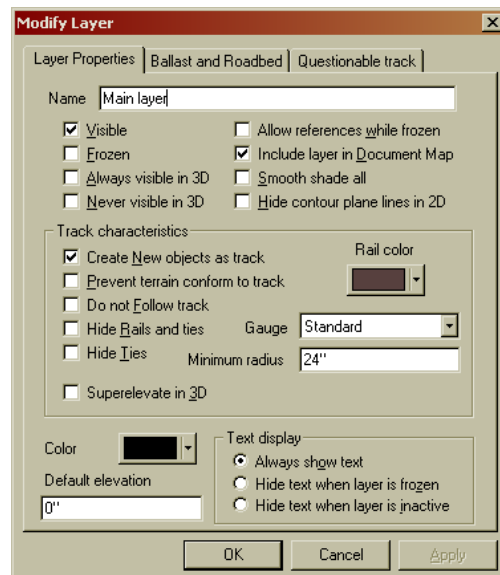 Modify Layer
Layer Properties Ballast and Roadbed Questionable track
Name Main layer
Visible Allow references while frozen
Frozen Include layer in Document Map
Always visible in 3D Smooth shade all
Never visible in 3D Hide contour plane lines in 2D
Track characteristics
Create New objects as track Rail color
Prevent terrain conform to track
Do not Follow track
Hide Rails and ties Gauge Standard
Hide Ties Minimum radius 24"
Superelevate in 3D
Color Text display
Always show text
Default elevation Hide text when layer is frozen
0" Hide text when layer is inactive
OK Cancel Apply